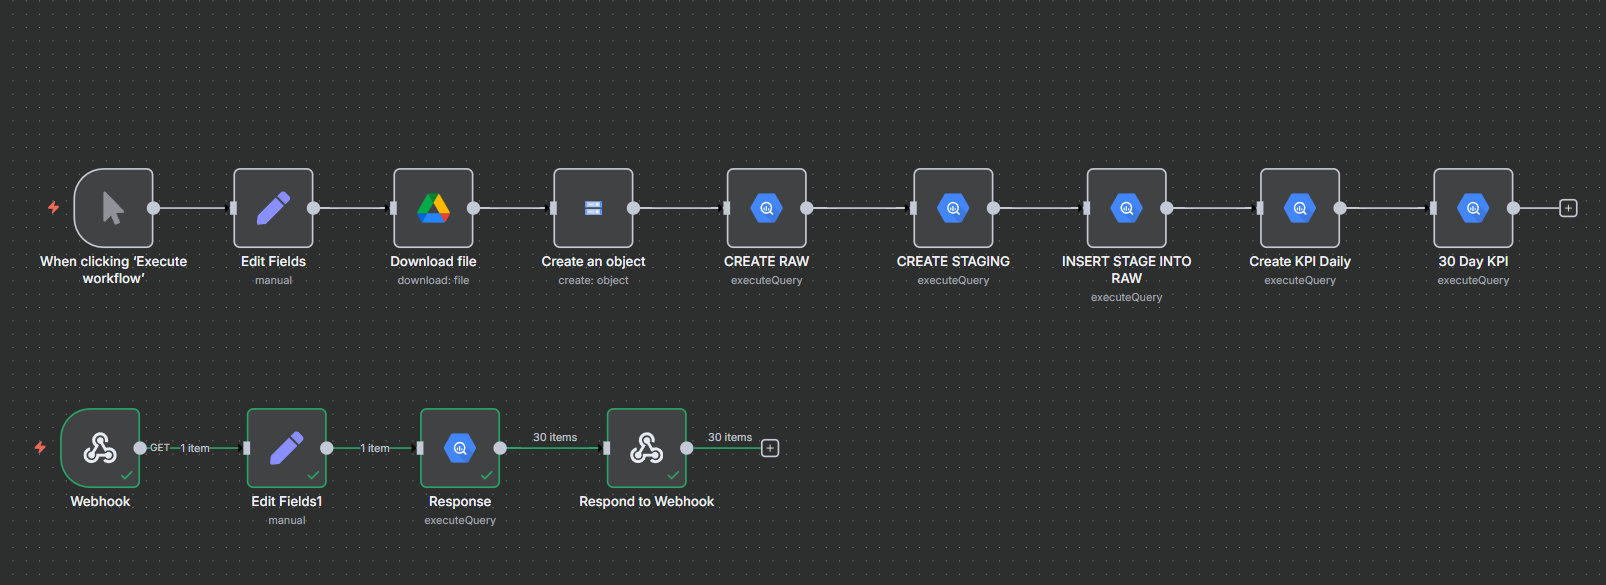 When clicking ‘Execute
workflow’
Edit Fields
manual
Download file
download: file
Create an object
create: object
CREATE RAW
executeQuery
CREATE STAGING
executeQuery
INSERT STAGE INTO
RAW
executeQuery
Create KPI Daily
executeQuery
30 Day KPI
executeQuery
GET
1 item
1 item
30 items
30 items
Webhook
Edit Fields1
manual
Response
executeQuery
Respond to Webhook